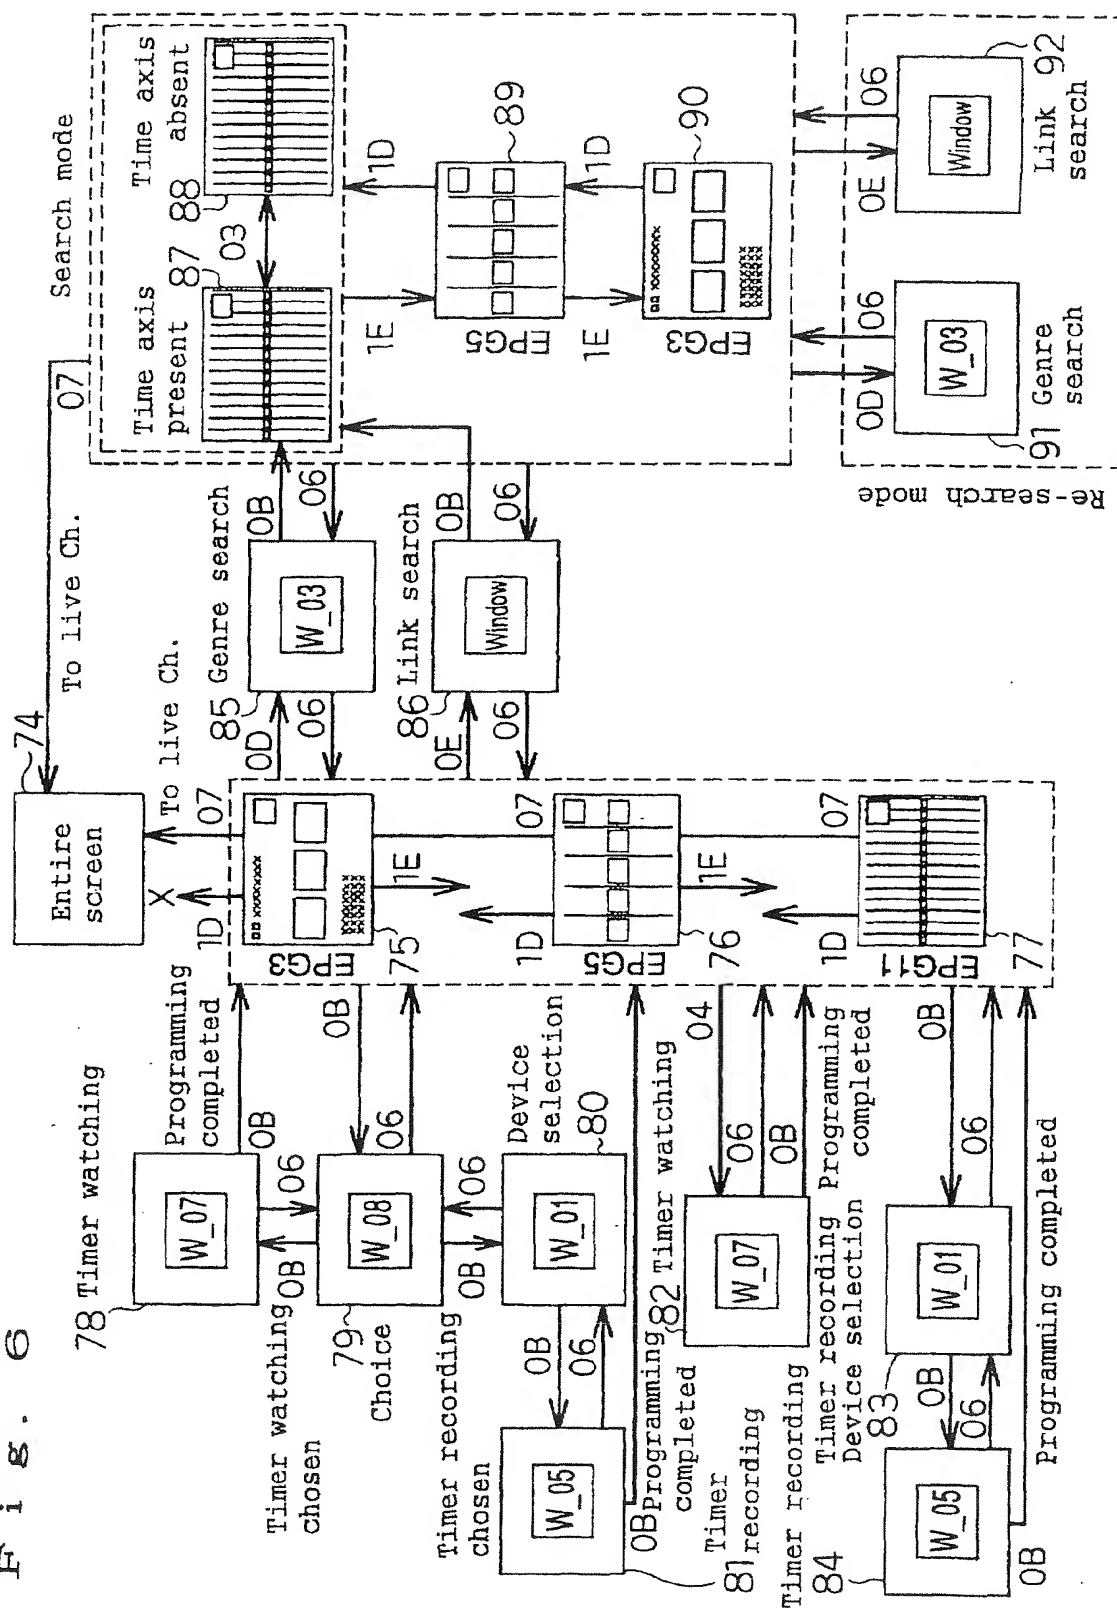 Fig. 6
78 Timer watching
W_07
Programming
completed
0B
06
0B
Timer watching
chosen
W_08
79
Choice
0B
06
0B
06
Timer recording
chosen
W_01
Device
selection
80
0B
06
W_05
0B
Programming
completed
81
Timer
recording
82 Timer watching
W_07
04
06
0B
Timer recording
Timer recording
Device selection
Programming
completed
83
W_01
0B
06
0B
06
84
W_05
0B
Programming completed
Entire
screen
74
To live Ch.
07
To live Ch.
07
X
1D
EPG3
75
1E
07
1D
EPG5
76
1E
07
1D
EPG11
77
85 Genre search
W_03
0D
06
0B
06
86 Link search
Window
0E
06
0B
06
Search mode
Time axis
present
87
03
Time axis
absent
88
1E
1D
EPG5
89
1E
1D
EPG3
90
Re-search mode
0D
06
W_03
91
Genre
search
0E
06
Window
92
Link
search